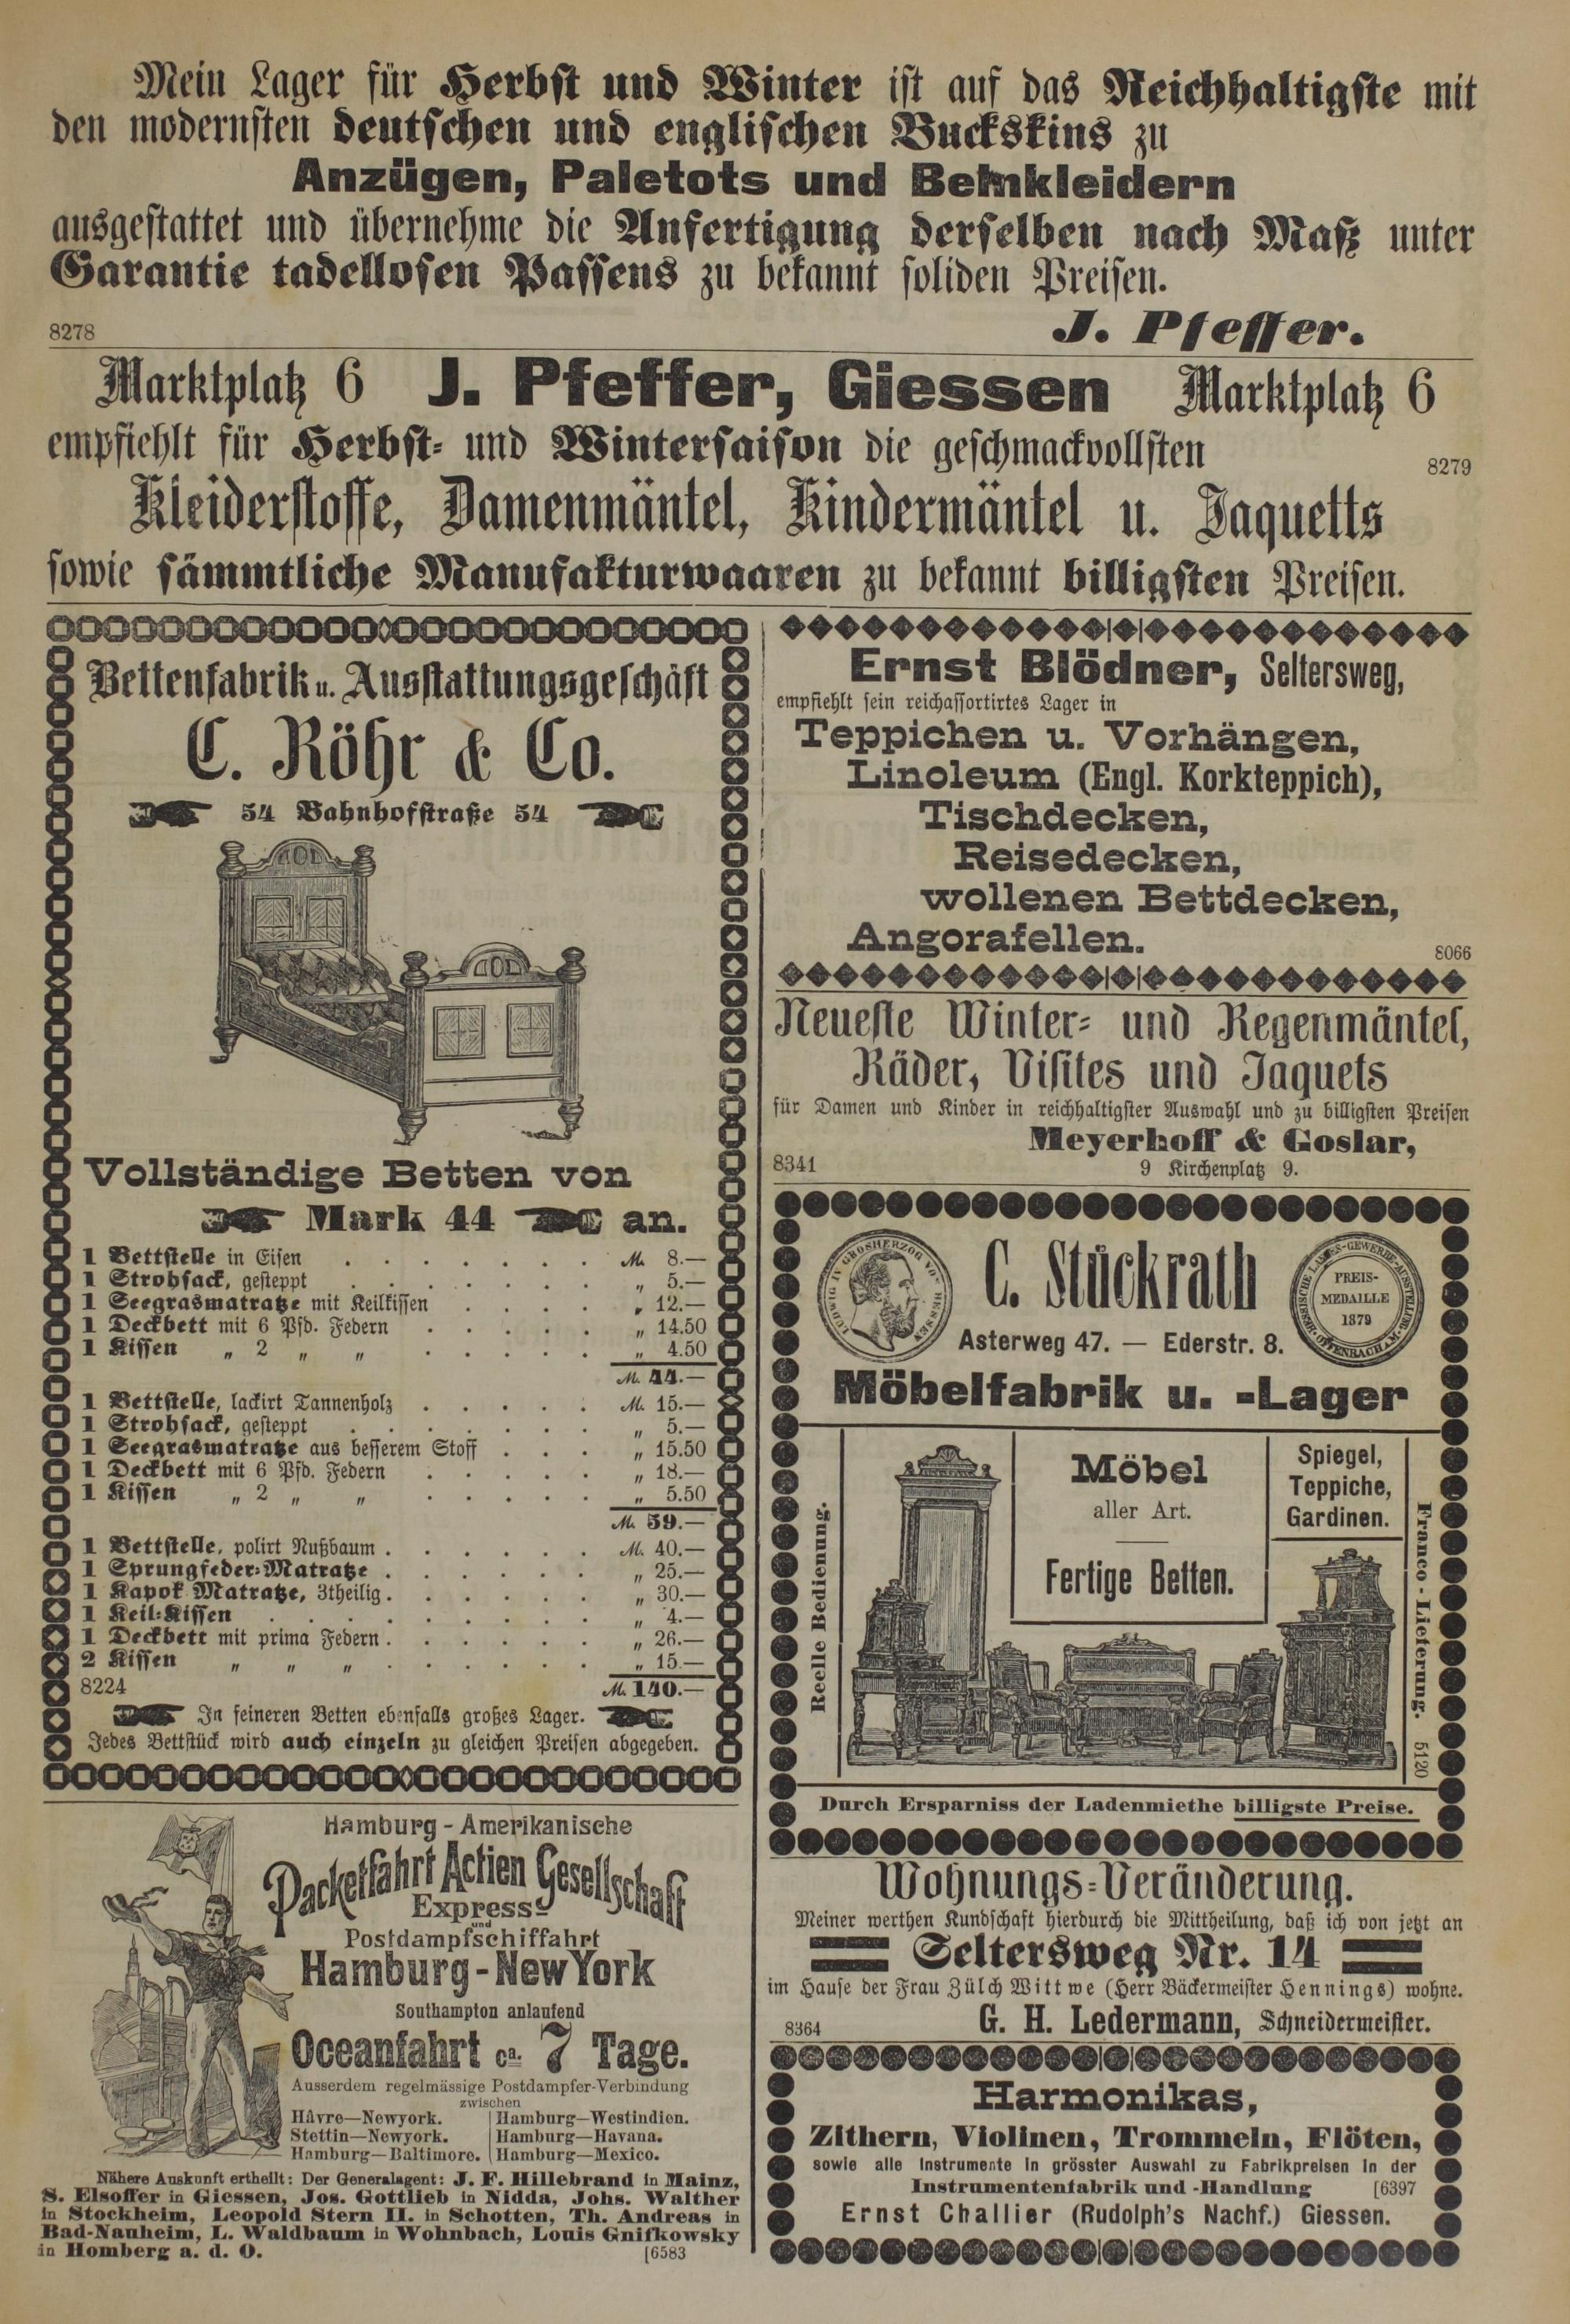 Mein Lager für Herbst und Winter ist auf das Reichhaltigste mit
den modernsten deutschen und englischen Buckskins zu
Anzügen, Paletots und Beinkleidern
ausgestattet und übernehme die Anfertigung derselben nach Maß unter
Garantie tadellosen Passens zu bekannt soliden Preisen.
8278 J. Pfeffer.
Marktplatz 6 J. Pfeffer, Giessen Marktplatz 6
empfiehlt für Herbst- und Wintersaison die geschmackvollsten
8279
Kleiderstoffe, Damenmäntel, Kindermäntel u. Jaquetts
sowie sämmtliche Manufakturwaaren zu bekannt billigsten Preisen.
Bettenfabrik u. Ausstattungsgeschäft
C. Röhr & Co.
54 Bahnhofstraße 54
Vollständige Betten von
Mark 44 an.
1 Bettstelle in Eisen . . . . . . . M. 8.—
1 Strohsack, gesteppt . . . . . . . „ 5.—
1 Seegrasmatratze mit Keilkissen . . . . „ 12.—
1 Deckbett mit 6 Pfd. Federn . . . . . „ 14.50
1 Kissen „ 2 „ „ . . . . . „ 4.50
M. 44.—
1 Bettstelle, lackirt Tannenholz . . . . . M. 15.—
1 Strohsack, gesteppt . . . . . . . „ 5.—
1 Seegrasmatratze aus besserem Stoff . . . „ 15.50
1 Deckbett mit 6 Pfd. Federn . . . . . „ 18.—
1 Kissen „ 2 „ „ . . . . . „ 5.50
M. 59.—
1 Bettstelle, polirt Nußbaum . . . . . . M. 40.—
1 Sprungfeder-Matratze . . . . . . „ 25.—
1 Kapok Matratze, 3theilig . . . . . . „ 30.—
1 Keil-Kissen . . . . . . . . . „ 4.—
1 Deckbett mit prima Federn . . . . . . „ 26.—
2 Kissen „ „ „ . . . . . . „ 15.—
8224 M. 140.—
In feineren Betten ebenfalls großes Lager.
Jedes Bettstück wird auch einzeln zu gleichen Preisen abgegeben.
Hamburg - Amerikanische
Packetfahrt Actien Gesellschaft
Express-
und
Postdampfschiffahrt
Hamburg - New York
Southampton anlaufend
Oceanfahrt ca. 7 Tage.
Ausserdem regelmässige Postdampfer-Verbindung
zwischen
Hâvre—Newyork. | Hamburg—Westindien.
Stettin—Newyork. | Hamburg—Havana.
Hamburg—Baltimore. | Hamburg—Mexico.
Nähere Auskunft ertheilt: Der Generalagent: J. F. Hillebrand in Mainz,
S. Elsoffer in Giessen, Jos. Gottlieb in Nidda, Johs. Walther
in Stockheim, Leopold Stern II. in Schotten, Th. Andreas in
Bad-Nauheim, L. Waldbaum in Wohnbach, Louis Gnifkowsky
in Homberg a. d. O. [6583
Ernst Blödner, Seltersweg,
empfiehlt sein reichassortirtes Lager in
Teppichen u. Vorhängen,
Linoleum (Engl. Korkteppich),
Tischdecken,
Reisedecken,
wollenen Bettdecken,
Angorafellen.
8066
Neueste Winter- und Regenmäntel,
Räder, Visites und Jaquets
für Damen und Kinder in reichhaltigster Auswahl und zu billigsten Preisen
Meyerhoff & Goslar,
8341 9 Kirchenplatz 9.
LUDWIG IV GROSHERZOG VON HESSEN
C. Stückrath
HESSISCHE LANDES-GEWERBE-AUSSTELLUNG OFFENBACH A/M.
PREIS-
MEDAILLE
1879
Asterweg 47. — Ederstr. 8.
Möbelfabrik u. -Lager
Reelle Bedienung.
Möbel
aller Art.
Fertige Betten.
Spiegel,
Teppiche,
Gardinen.
Franco - Lieferung.
5120
Durch Ersparniss der Ladenmiethe billigste Preise.
Wohnungs-Veränderung.
Meiner werthen Kundschaft hierdurch die Mittheilung, daß ich von jetzt an
Seltersweg Nr. 14
im Hause der Frau Zülch Wittwe (Herr Bäckermeister Hennings) wohne.
8364 G. H. Ledermann, Schneidermeister.
Harmonikas,
Zithern, Violinen, Trommeln, Flöten,
sowie alle Instrumente in grösster Auswahl zu Fabrikpreisen in der
Instrumentenfabrik und -Handlung [6397
Ernst Challier (Rudolph's Nachf.) Giessen.